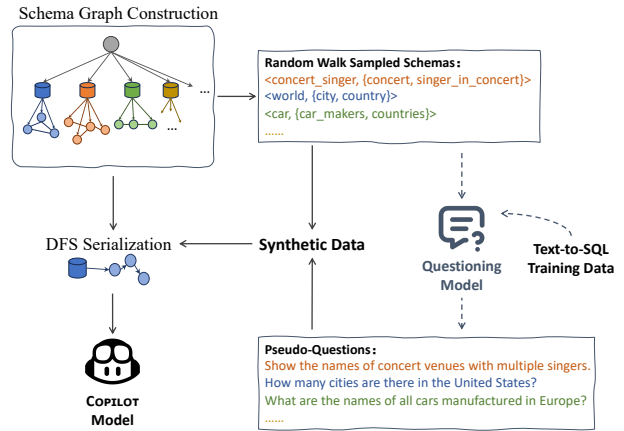 Schema Graph Construction
...
...
Random Walk Sampled Schemas:
<concert_singer, {concert, singer_in_concert}>
<world, {city, country}>
<car, {car_makers, countries}>
......
DFS Serialization
Synthetic Data
Questioning
Model
Text-to-SQL
Training Data
COPILOT
Model
Pseudo-Questions:
Show the names of concert venues with multiple singers.
How many cities are there in the United States?
What are the names of all cars manufactured in Europe?
......